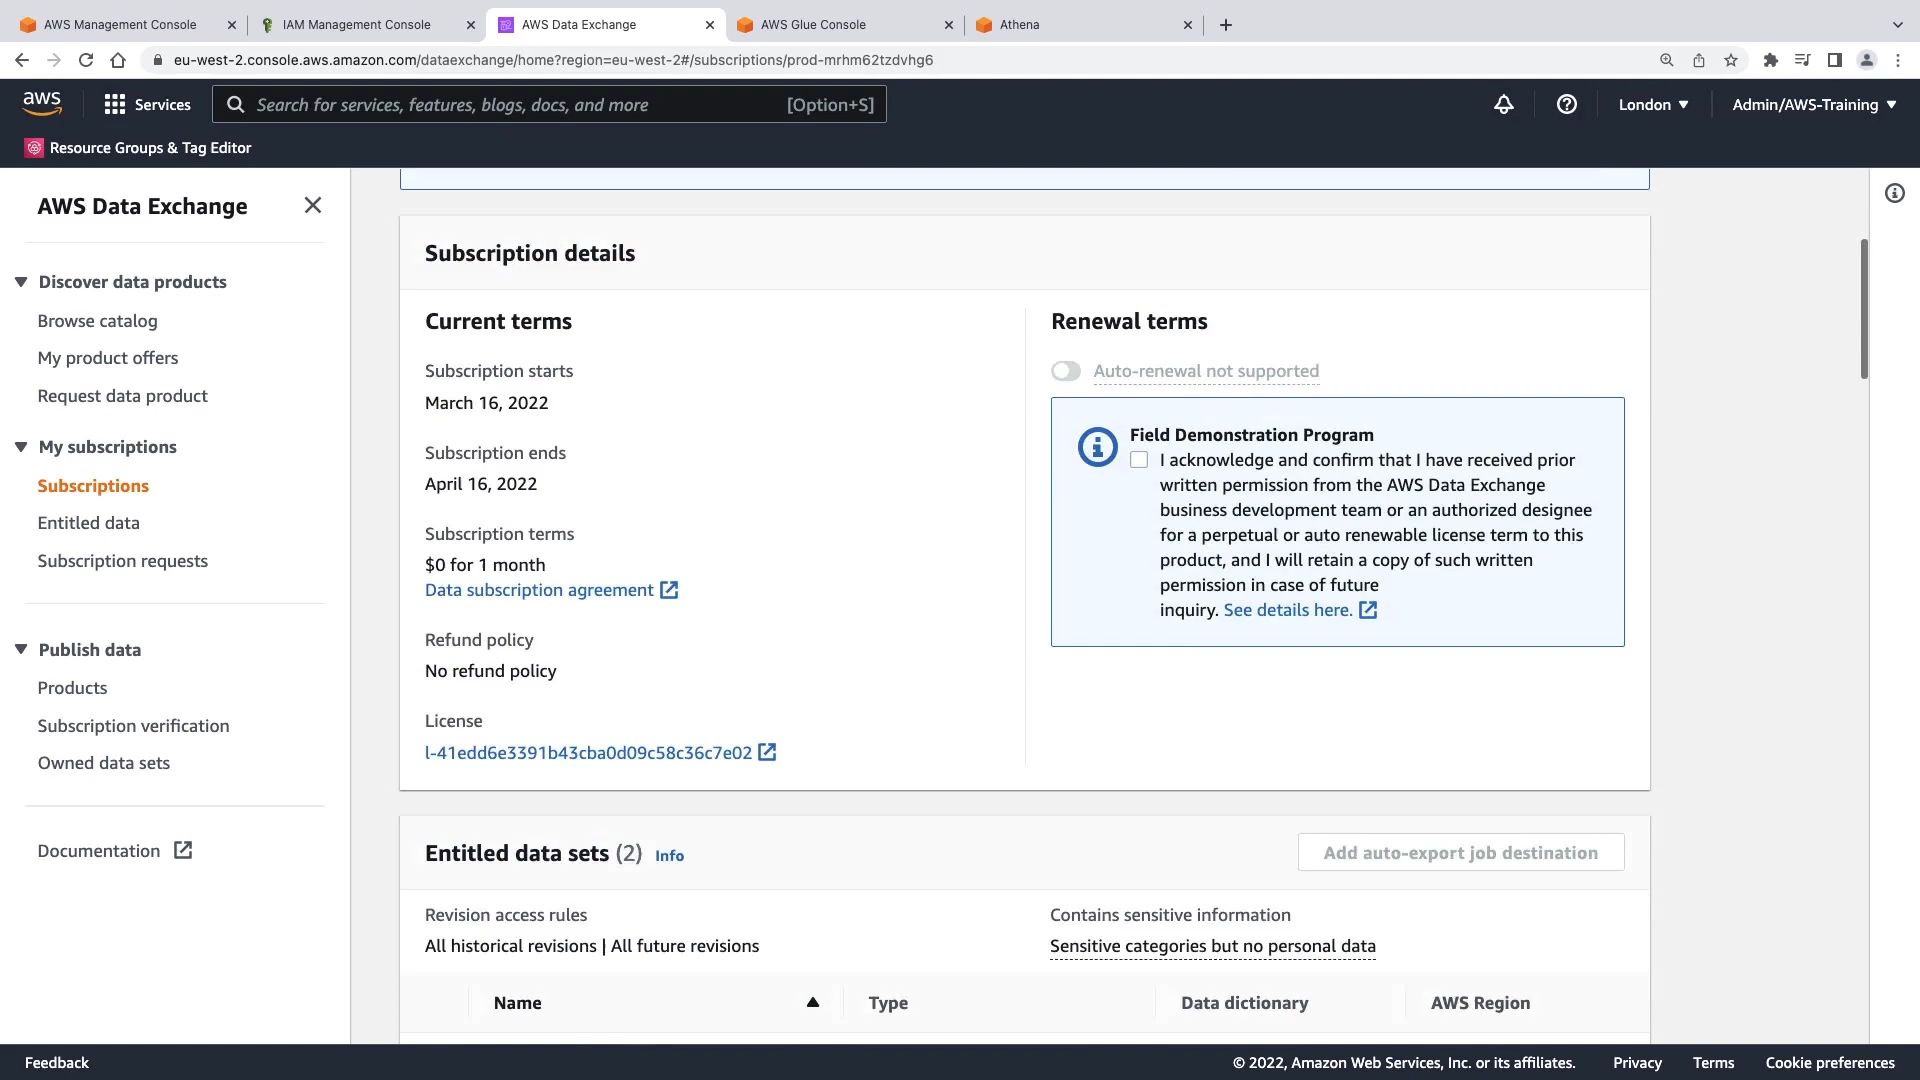 AWS Management Console
IAM Management Console
AWS Data Exchange
AWS Glue Console
Athena
eu-west-2.console.aws.amazon.com/dataexchange/home?region=eu-west-2#/subscriptions/prod-mrhm62tzdvhg6
aws
Services
Search for services, features, blogs, docs, and more
[Option+S]
London
Admin/AWS-Training
Resource Groups & Tag Editor
AWS Data Exchange
Discover data products
Browse catalog
My product offers
Request data product
My subscriptions
Subscriptions
Entitled data
Subscription requests
Publish data
Products
Subscription verification
Owned data sets
Documentation
Subscription details
Current terms
Subscription starts
March 16, 2022
Subscription ends
April 16, 2022
Subscription terms
$0 for 1 month
Data subscription agreement
Refund policy
No refund policy
License
l-41edd6e3391b43cba0d09c58c36c7e02
Renewal terms
Auto-renewal not supported
Field Demonstration Program
I acknowledge and confirm that I have received prior
written permission from the AWS Data Exchange
business development team or an authorized designee
for a perpetual or auto renewable license term to this
product, and I will retain a copy of such written
permission in case of future
inquiry. See details here.
Entitled data sets (2) Info
Add auto-export job destination
Revision access rules
All historical revisions | All future revisions
Contains sensitive information
Sensitive categories but no personal data
Name
Type
Data dictionary
AWS Region
Feedback
© 2022, Amazon Web Services, Inc. or its affiliates.
Privacy
Terms
Cookie preferences